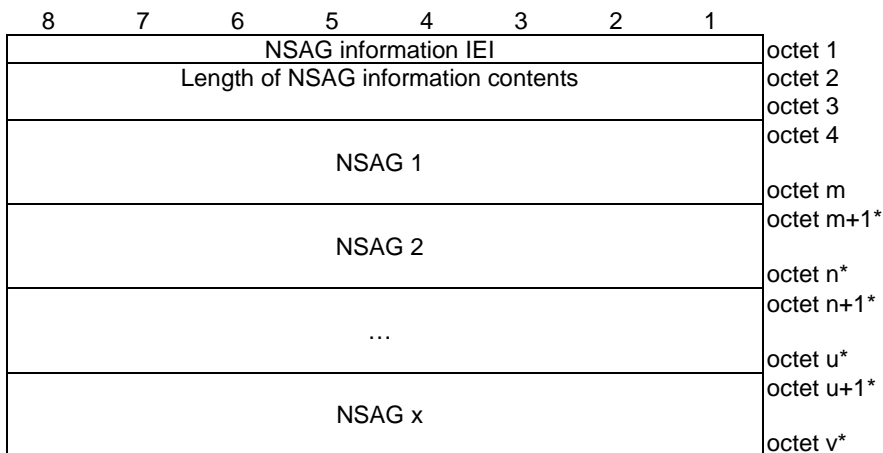 8 7 6 5 4 3 2 1
NSAG information IEI octet 1
Length of NSAG information contents octet 2
octet 3
octet 4
NSAG 1
octet m
octet m+1*
NSAG 2
octet n*
octet n+1*
…
octet u*
octet u+1*
NSAG x
octet v*